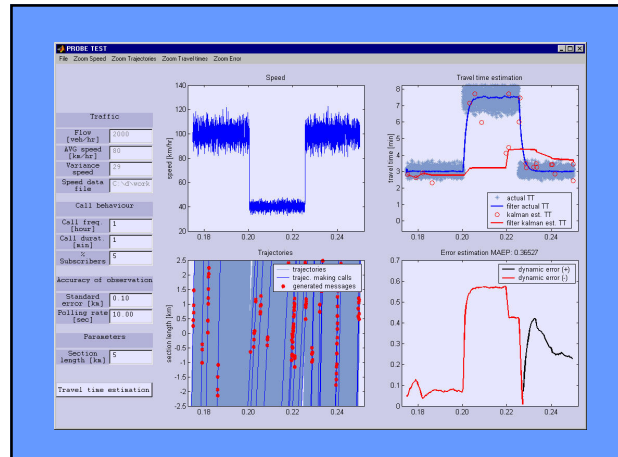 PROBE TEST
File Zoom Speed Zoom Trajectories Zoom Travel times Zoom Error
Traffic
Flow
[veh/hr]
2000
AVG speed
[km/hr]
80
Variance
speed
29
Speed data
file
C:\d\work
Call behaviour
Call freq.
[hour]
1
Call durat.
[min]
1
%
Subscribers
5
Accuracy of observation
Standard
error [km]
0.10
Polling rate
[sec]
10.00
Parameters
Section
length [km]
5
Travel time estimation
Speed
speed [km/hr]
140
120
100
80
60
40
20
0.18
0.20
0.22
0.24
Travel time estimation
travel time [min]
8
7
6
5
4
3
2
1
0
actual TT
filter actual TT
kalman est. TT
filter kalman est. TT
0.18
0.20
0.22
0.24
Trajectories
section length [km]
2.5
2
1.5
1
0.5
0
-0.5
-1
-1.5
-2
-2.5
trajectories
trajec. making calls
generated messages
0.18
0.20
0.22
0.24
Error estimation MAEP: 0.36527
0.7
0.6
0.5
0.4
0.3
0.2
0.1
0
dynamic error (+)
dynamic error (-)
0.18
0.20
0.22
0.24